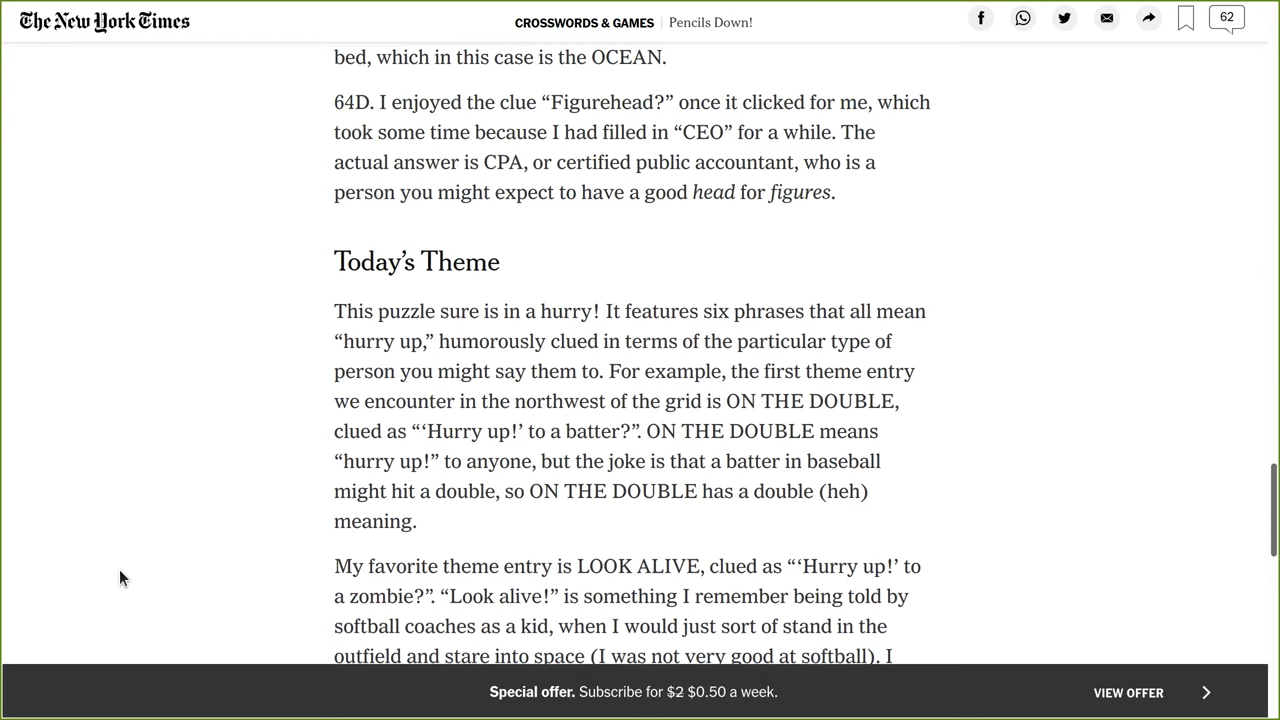 The New York Times
CROSSWORDS & GAMES | Pencils Down!
62
bed, which in this case is the OCEAN.
64D. I enjoyed the clue “Figurehead?” once it clicked for me, which
took some time because I had filled in “CEO” for a while. The
actual answer is CPA, or certified public accountant, who is a
person you might expect to have a good head for figures.
Today’s Theme
This puzzle sure is in a hurry! It features six phrases that all mean
“hurry up,” humorously clued in terms of the particular type of
person you might say them to. For example, the first theme entry
we encounter in the northwest of the grid is ON THE DOUBLE,
clued as “‘Hurry up!’ to a batter?”. ON THE DOUBLE means
“hurry up!” to anyone, but the joke is that a batter in baseball
might hit a double, so ON THE DOUBLE has a double (heh)
meaning.
My favorite theme entry is LOOK ALIVE, clued as “‘Hurry up!’ to
a zombie?”. “Look alive!” is something I remember being told by
softball coaches as a kid, when I would just sort of stand in the
outfield and stare into space (I was not very good at softball). I
Special offer. Subscribe for $2 $0.50 a week.
VIEW OFFER